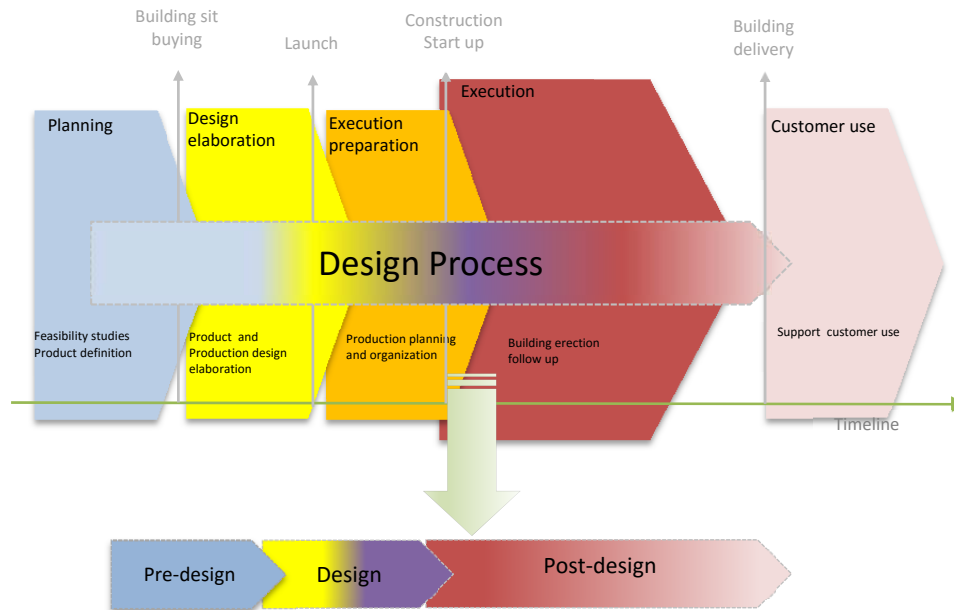 Building sit
buying
Launch
Construction
Start up
Building
delivery
Planning
Design
elaboration
Execution
preparation
Execution
Customer use
Design Process
Feasibility studies
Product definition
Product and
Production design
elaboration
Production planning
and organization
Building erection
follow up
Support customer use
Timeline
Pre-design
Design
Post-design